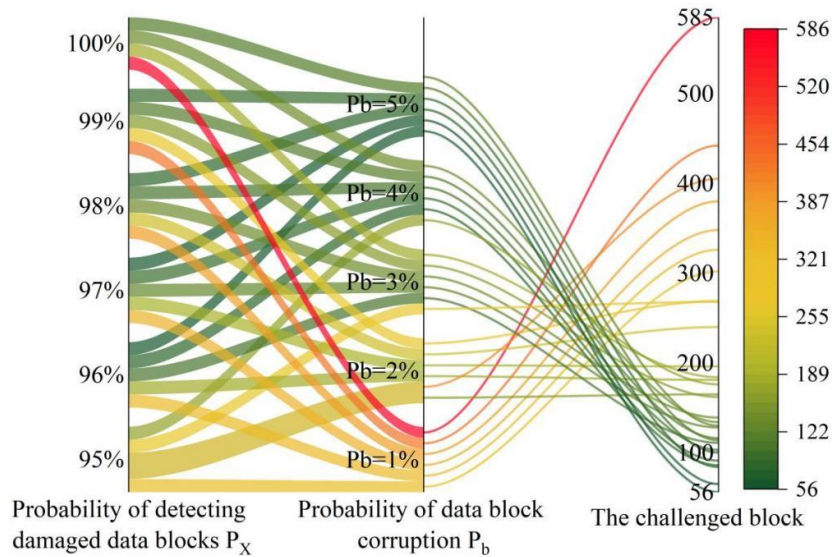 100%
99%
98%
97%
96%
95%
Probability of detecting
damaged data blocks P_X
Pb=5%
Pb=4%
Pb=3%
Pb=2%
Pb=1%
Probability of data block
corruption P_b
585
500
400
300
200
100
56
The challenged block
586
520
454
387
321
255
189
122
56